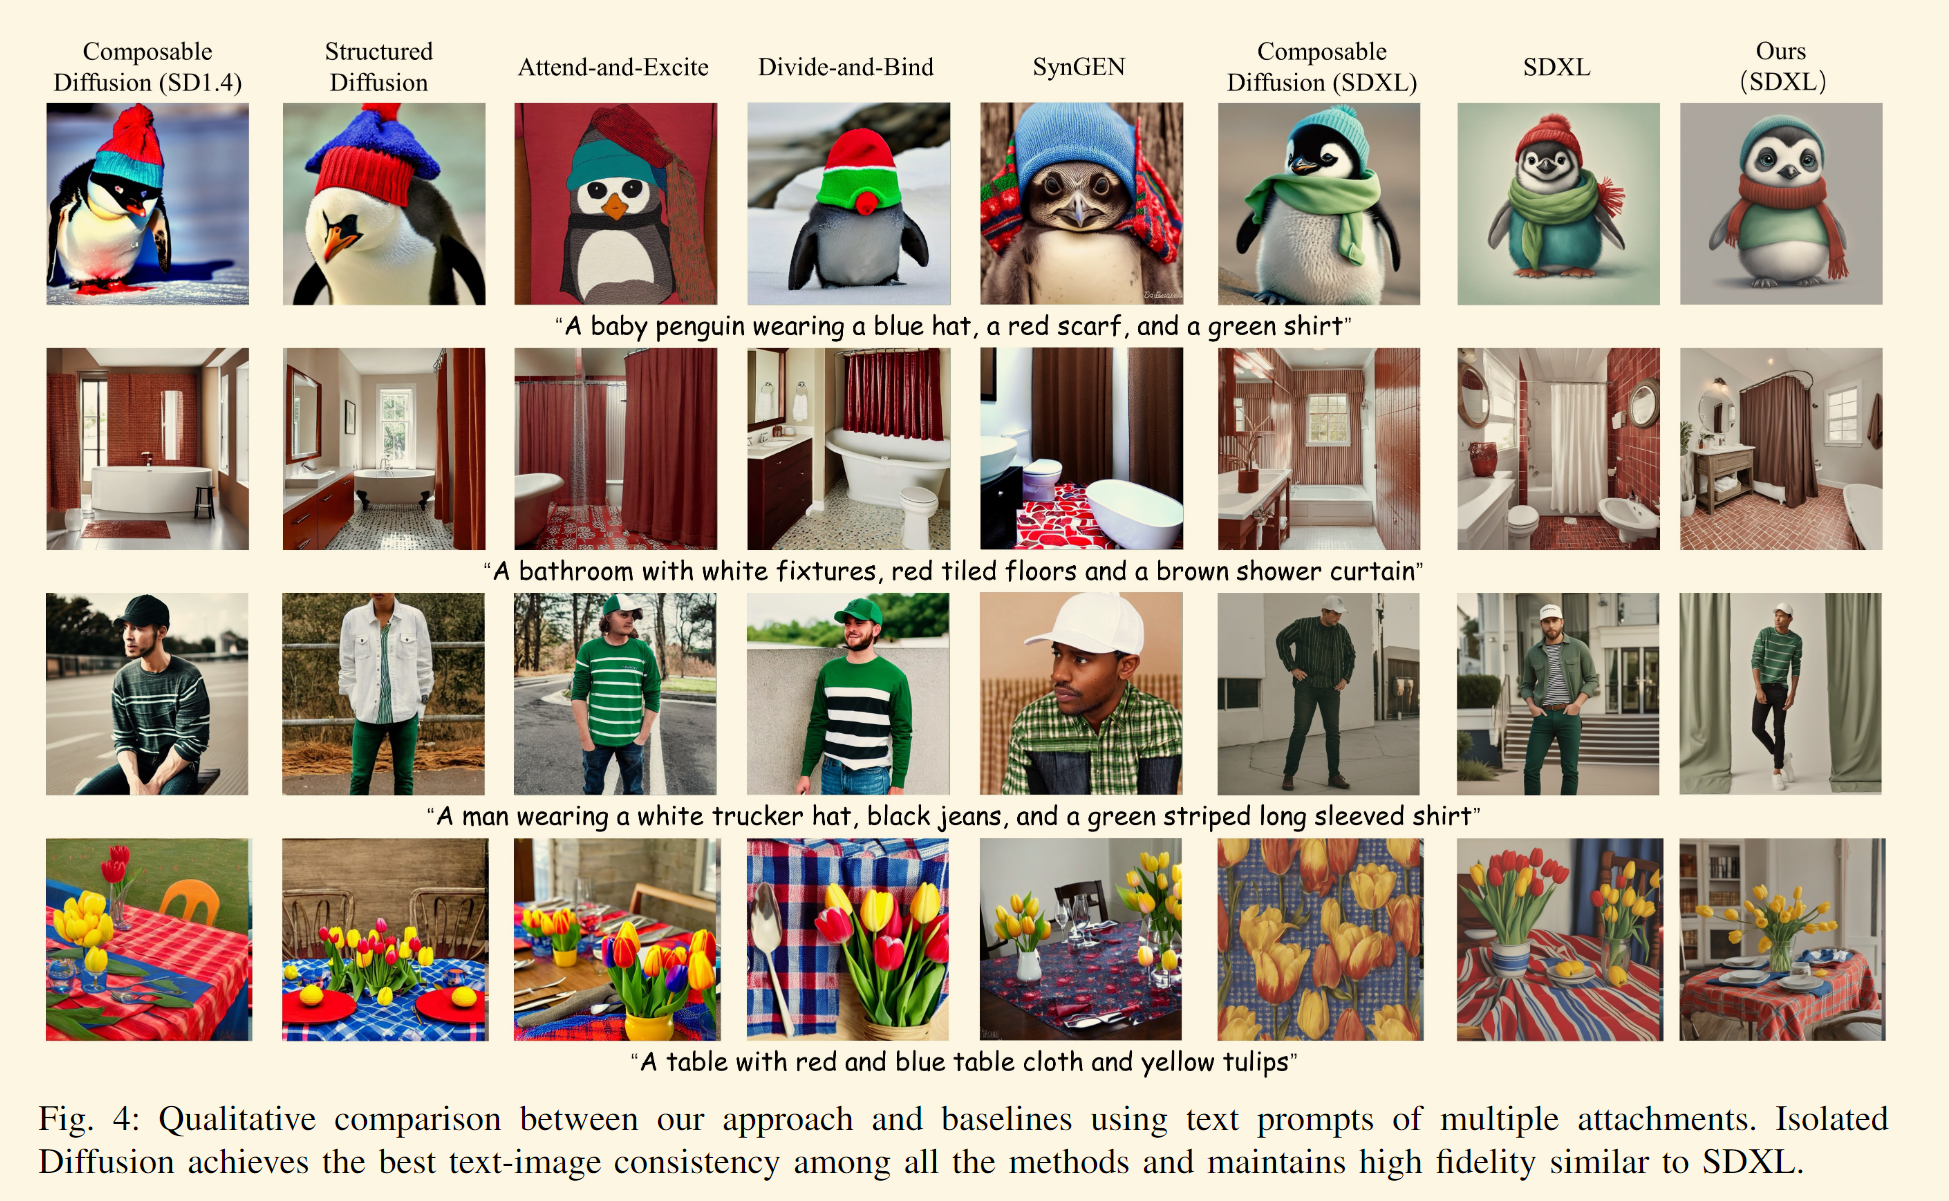 Composable
Diffusion (SD1.4)
Structured
Diffusion
Attend-and-Excite
Divide-and-Bind
SynGEN
Composable
Diffusion (SDXL)
SDXL
Ours
(SDXL)
“A baby penguin wearing a blue hat, a red scarf, and a green shirt”
“A bathroom with white fixtures, red tiled floors and a brown shower curtain”
“A man wearing a white trucker hat, black jeans, and a green striped long sleeved shirt”
“A table with red and blue table cloth and yellow tulips”
Fig. 4: Qualitative comparison between our approach and baselines using text prompts of multiple attachments. Isolated
Diffusion achieves the best text-image consistency among all the methods and maintains high fidelity similar to SDXL.